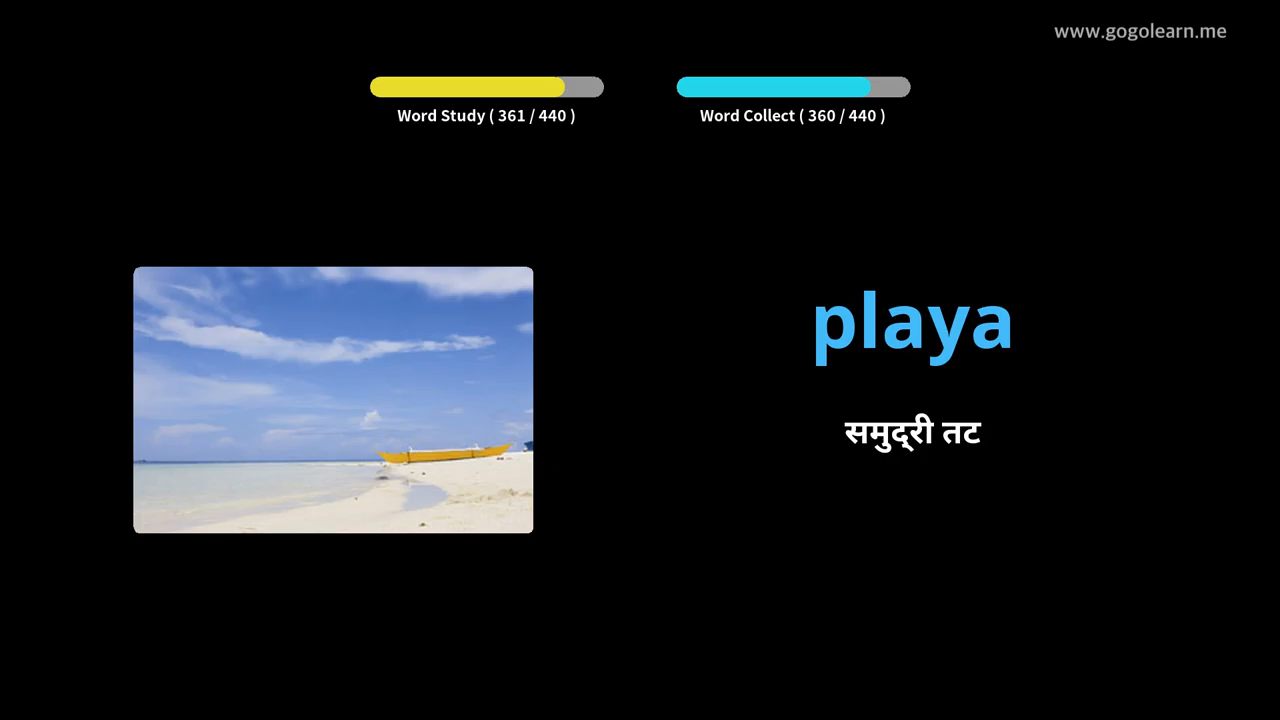 www.gogolearn.me
Word Study ( 361 / 440 )
Word Collect ( 360 / 440 )
playa
समुद्री तट